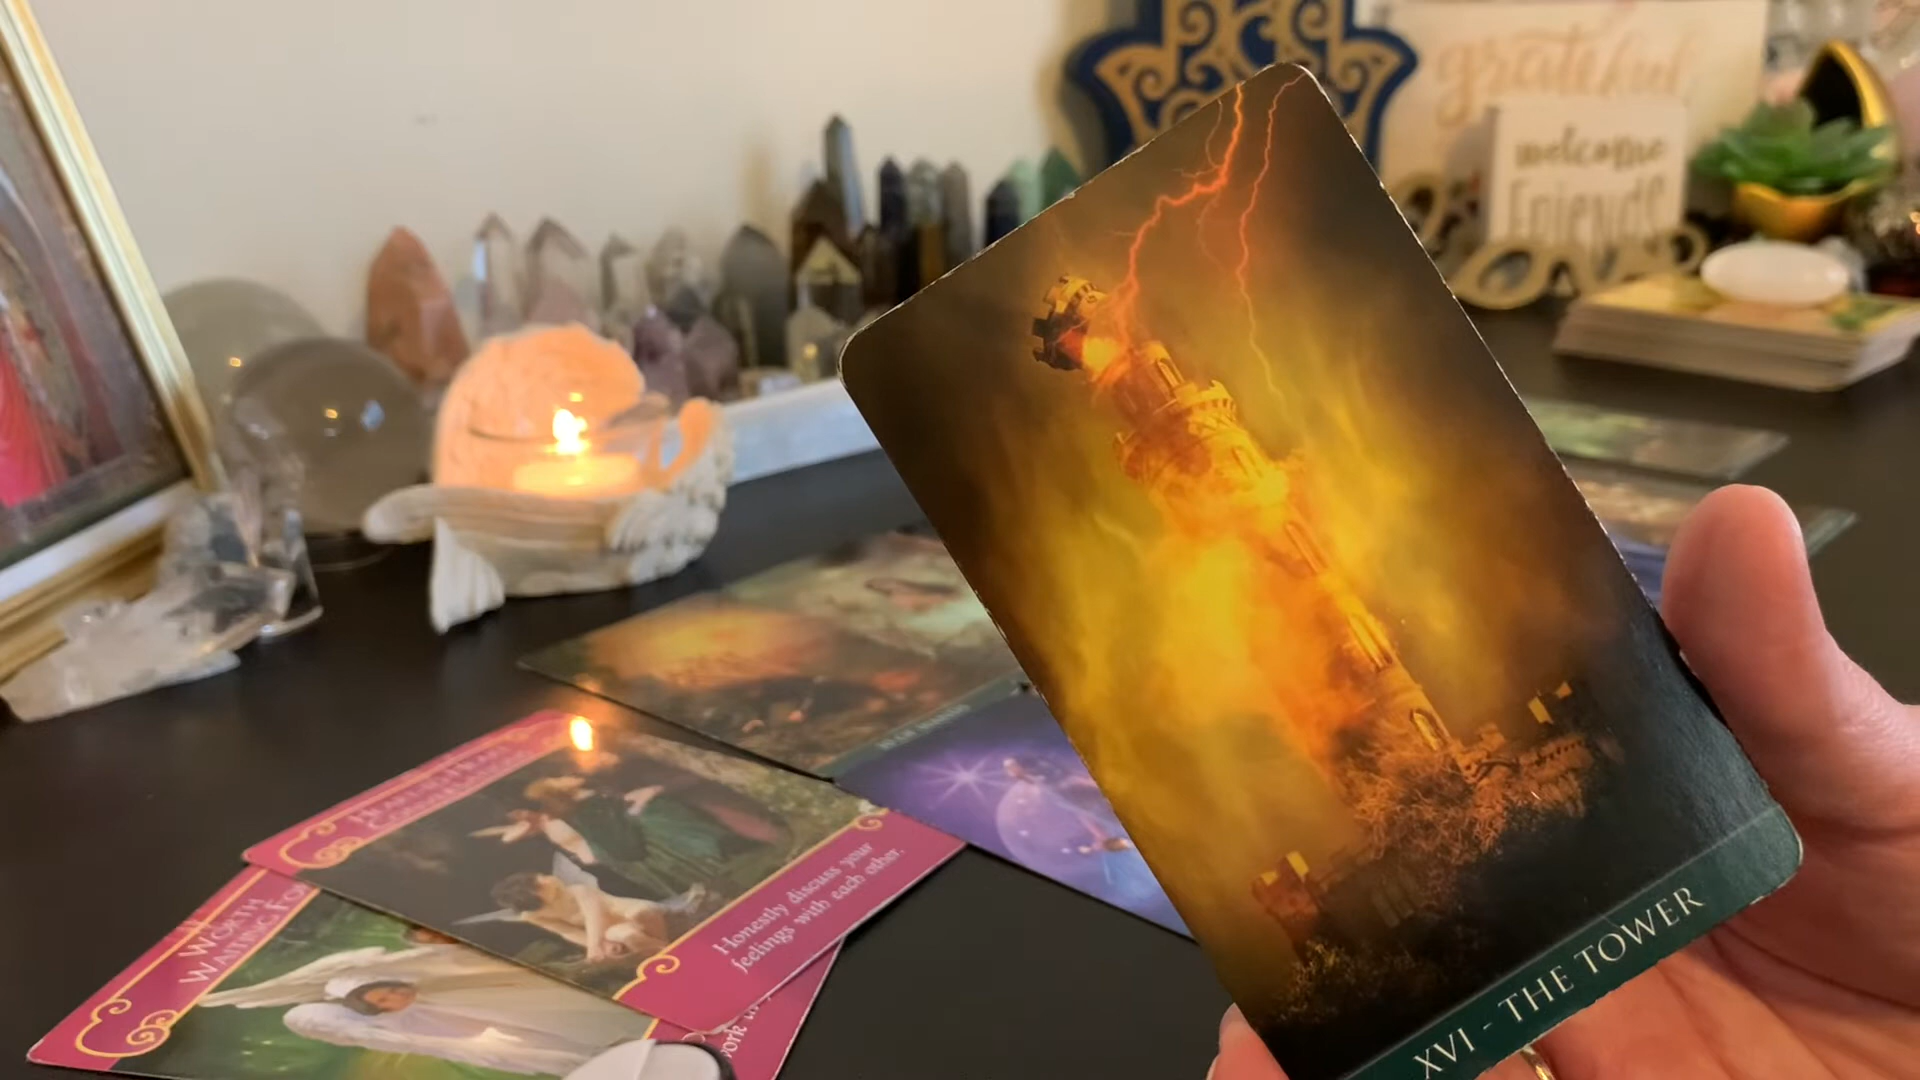 grateful
welcome
Friends
XVI - THE TOWER
Honestly discuss your
feelings with each other.
WORTH
WAITING FOR